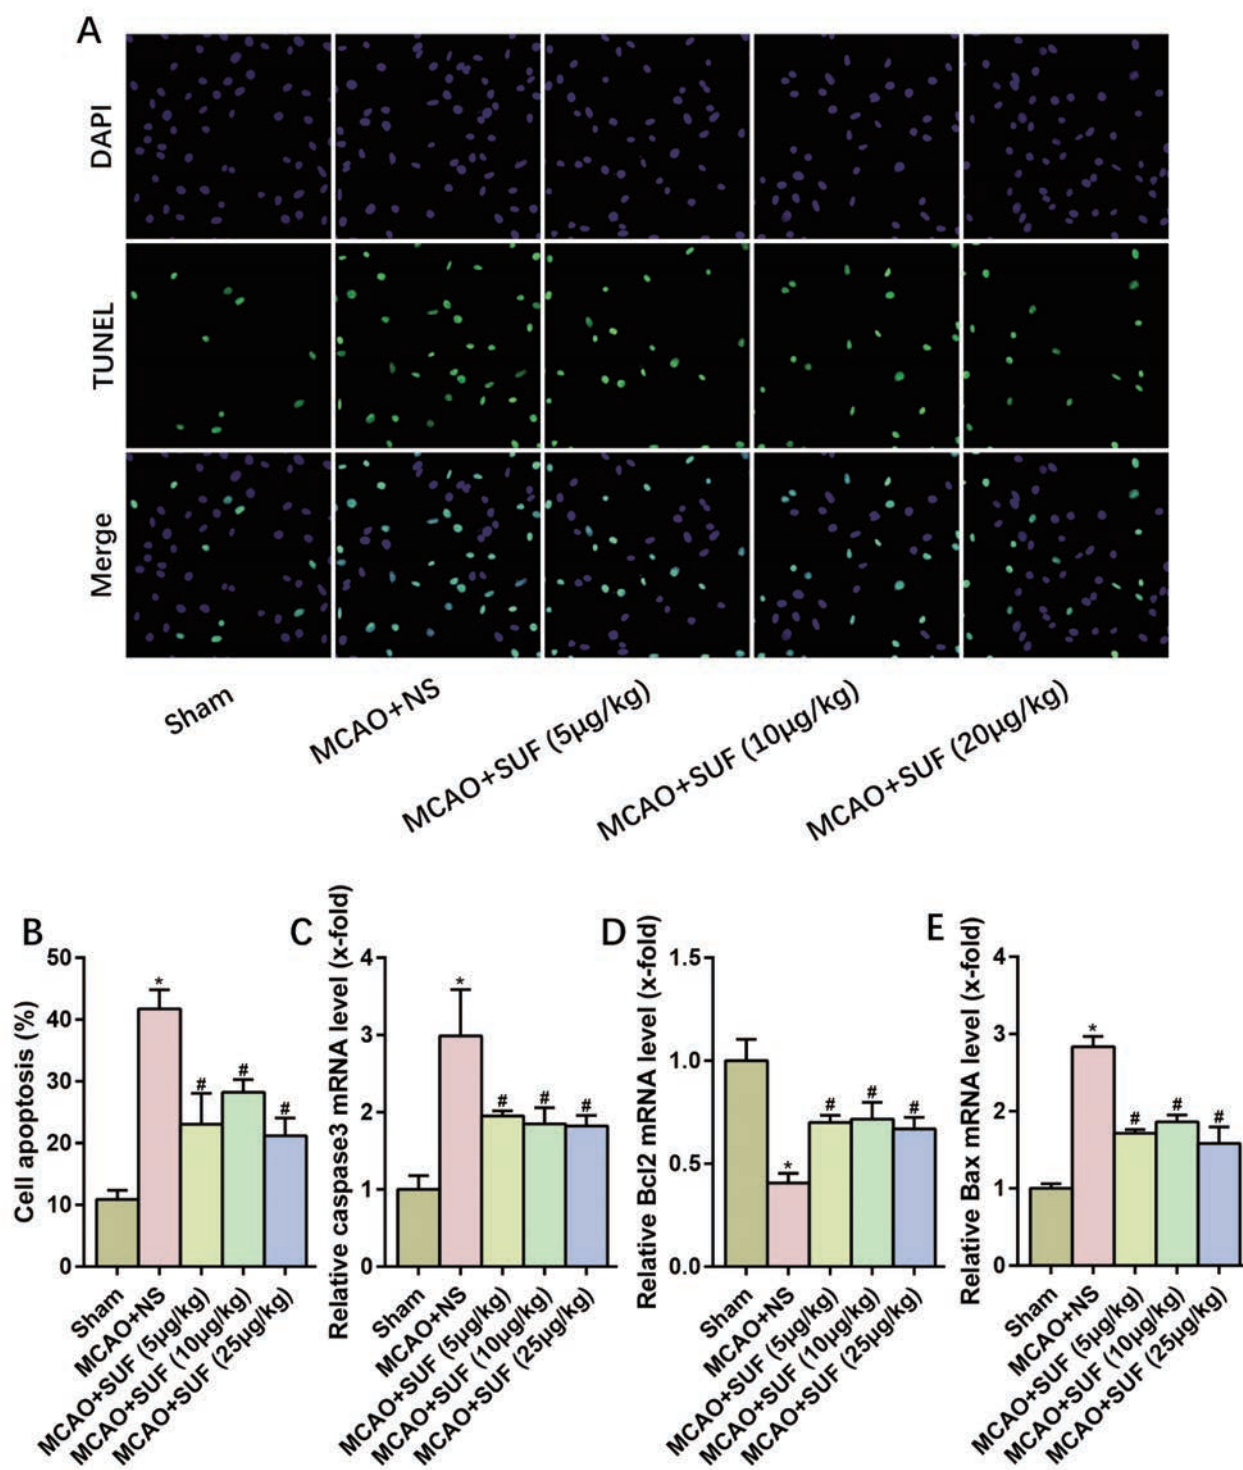 A
DAPI
TUNEL
Merge
Sham
MCAO+NS
MCAO+SUF (5μg/kg)
MCAO+SUF (10μg/kg)
MCAO+SUF (20μg/kg)
B
Cell apoptosis (%)
50
40
30
20
10
0
*
#
#
#
Sham
MCAO+NS
MCAO+SUF (5μg/kg)
MCAO+SUF (10μg/kg)
MCAO+SUF (25μg/kg)
C
Relative caspase3 mRNA level (x-fold)
4
3
2
1
0
*
#
#
#
Sham
MCAO+NS
MCAO+SUF (5μg/kg)
MCAO+SUF (10μg/kg)
MCAO+SUF (25μg/kg)
D
Relative Bcl2 mRNA level (x-fold)
1.5
1.0
0.5
0.0
*
#
#
#
Sham
MCAO+NS
MCAO+SUF (5μg/kg)
MCAO+SUF (10μg/kg)
MCAO+SUF (25μg/kg)
E
Relative Bax mRNA level (x-fold)
4
3
2
1
0
*
#
#
#
Sham
MCAO+NS
MCAO+SUF (5μg/kg)
MCAO+SUF (10μg/kg)
MCAO+SUF (25μg/kg)